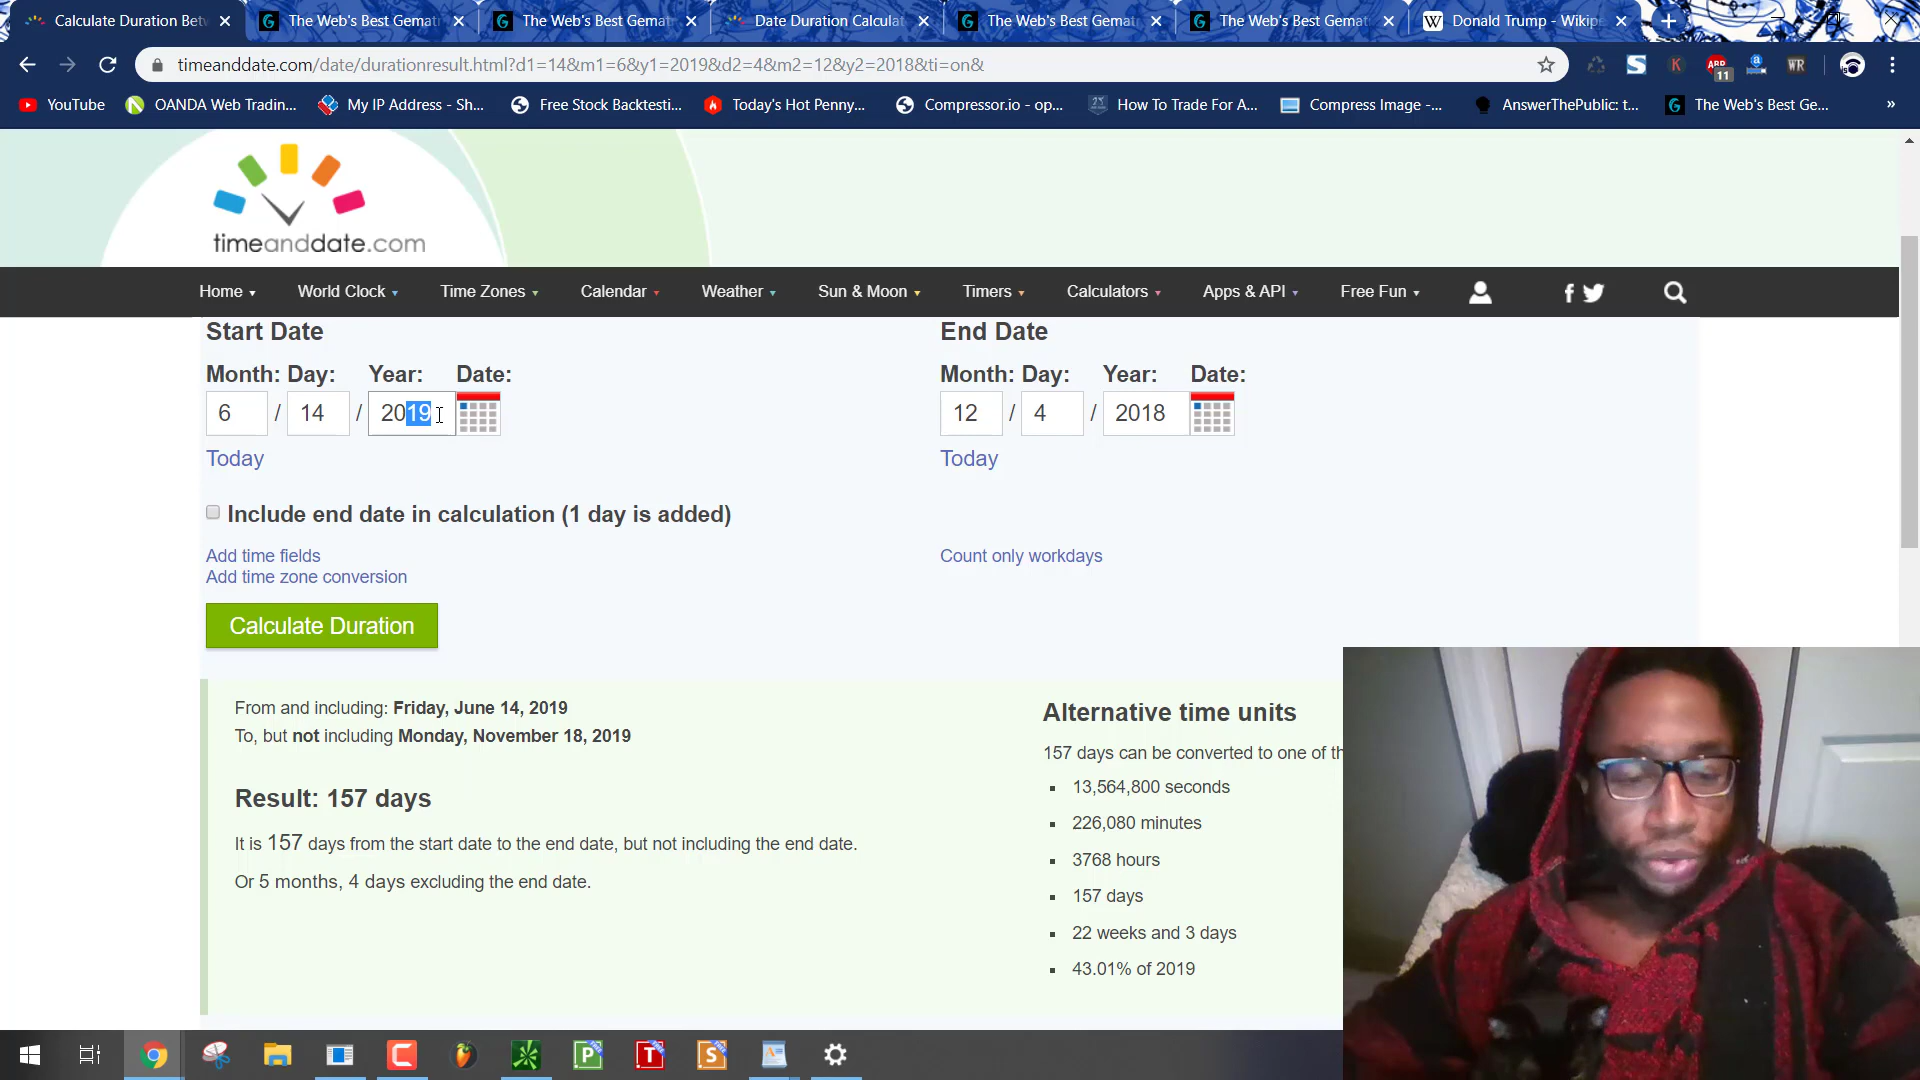 Calculate Duration Bet
The Web's Best Gemat
The Web's Best Gemat
Date Duration Calculat
The Web's Best Gemat
The Web's Best Gemat
Donald Trump - Wikipe
timeanddate.com/date/durationresult.html?d1=14&m1=6&y1=2019&d2=4&m2=12&y2=2018&ti=on&
YouTube
OANDA Web Tradin...
My IP Address - Sh...
Free Stock Backtesti...
Today's Hot Penny...
Compressor.io - op...
How To Trade For A...
Compress Image -...
AnswerThePublic: t...
The Web's Best Ge...
»
timeanddate.com
Home
World Clock
Time Zones
Calendar
Weather
Sun & Moon
Timers
Calculators
Apps & API
Free Fun
Start Date
End Date
Month: Day: Year: Date:
Month: Day: Year: Date:
6 / 14 / 2019
12 / 4 / 2018
Today
Today
Include end date in calculation (1 day is added)
Add time fields
Count only workdays
Add time zone conversion
Calculate Duration
From and including: Friday, June 14, 2019
To, but not including Monday, November 18, 2019
Result: 157 days
It is 157 days from the start date to the end date, but not including the end date.
Or 5 months, 4 days excluding the end date.
Alternative time units
157 days can be converted to one of th
13,564,800 seconds
226,080 minutes
3768 hours
157 days
22 weeks and 3 days
43.01% of 2019